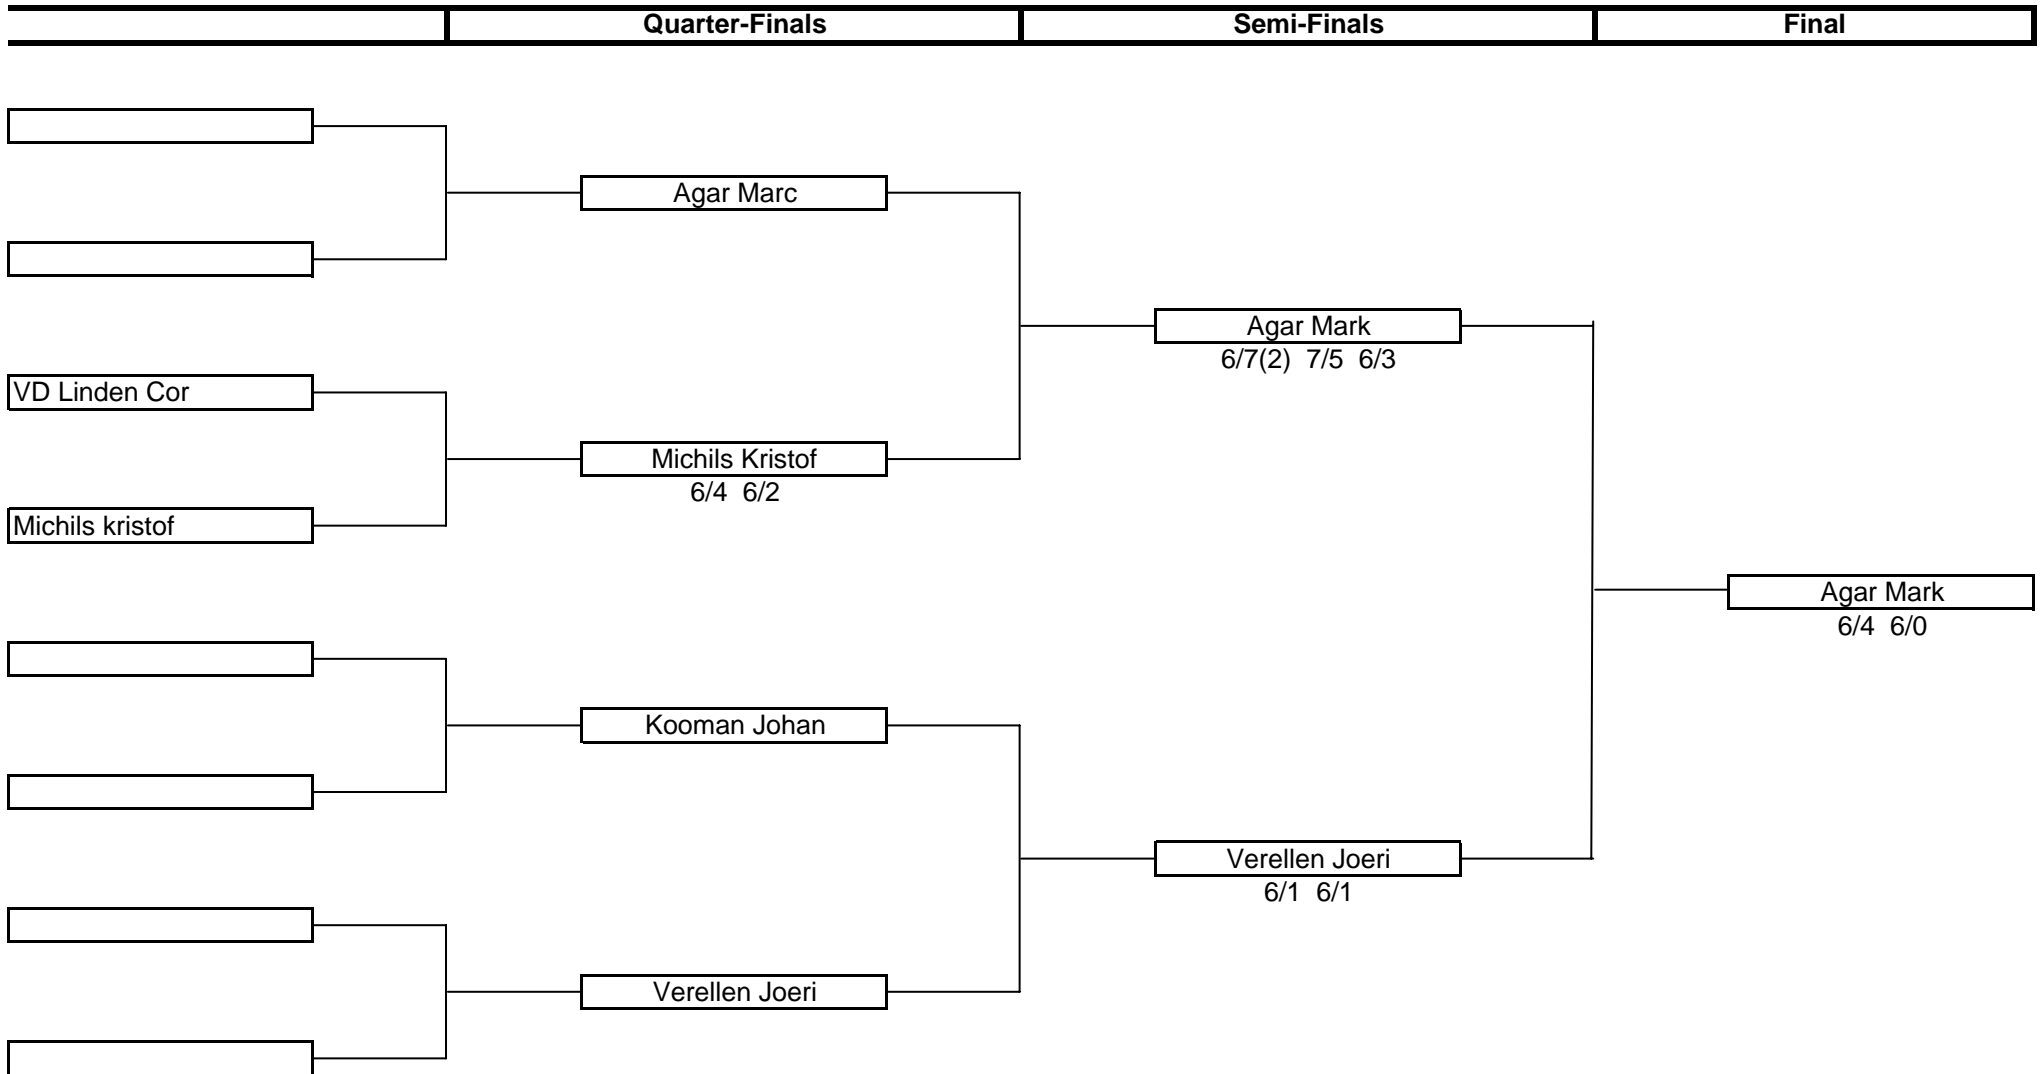 Quarter-Finals Semi-Finals Final
Agar Marc
Agar Mark
6/7(2) 7/5 6/3
VD Linden Cor
Michils Kristof
6/4 6/2
Michils kristof
Agar Mark
6/4 6/0
Kooman Johan
Verellen Joeri
6/1 6/1
Verellen Joeri